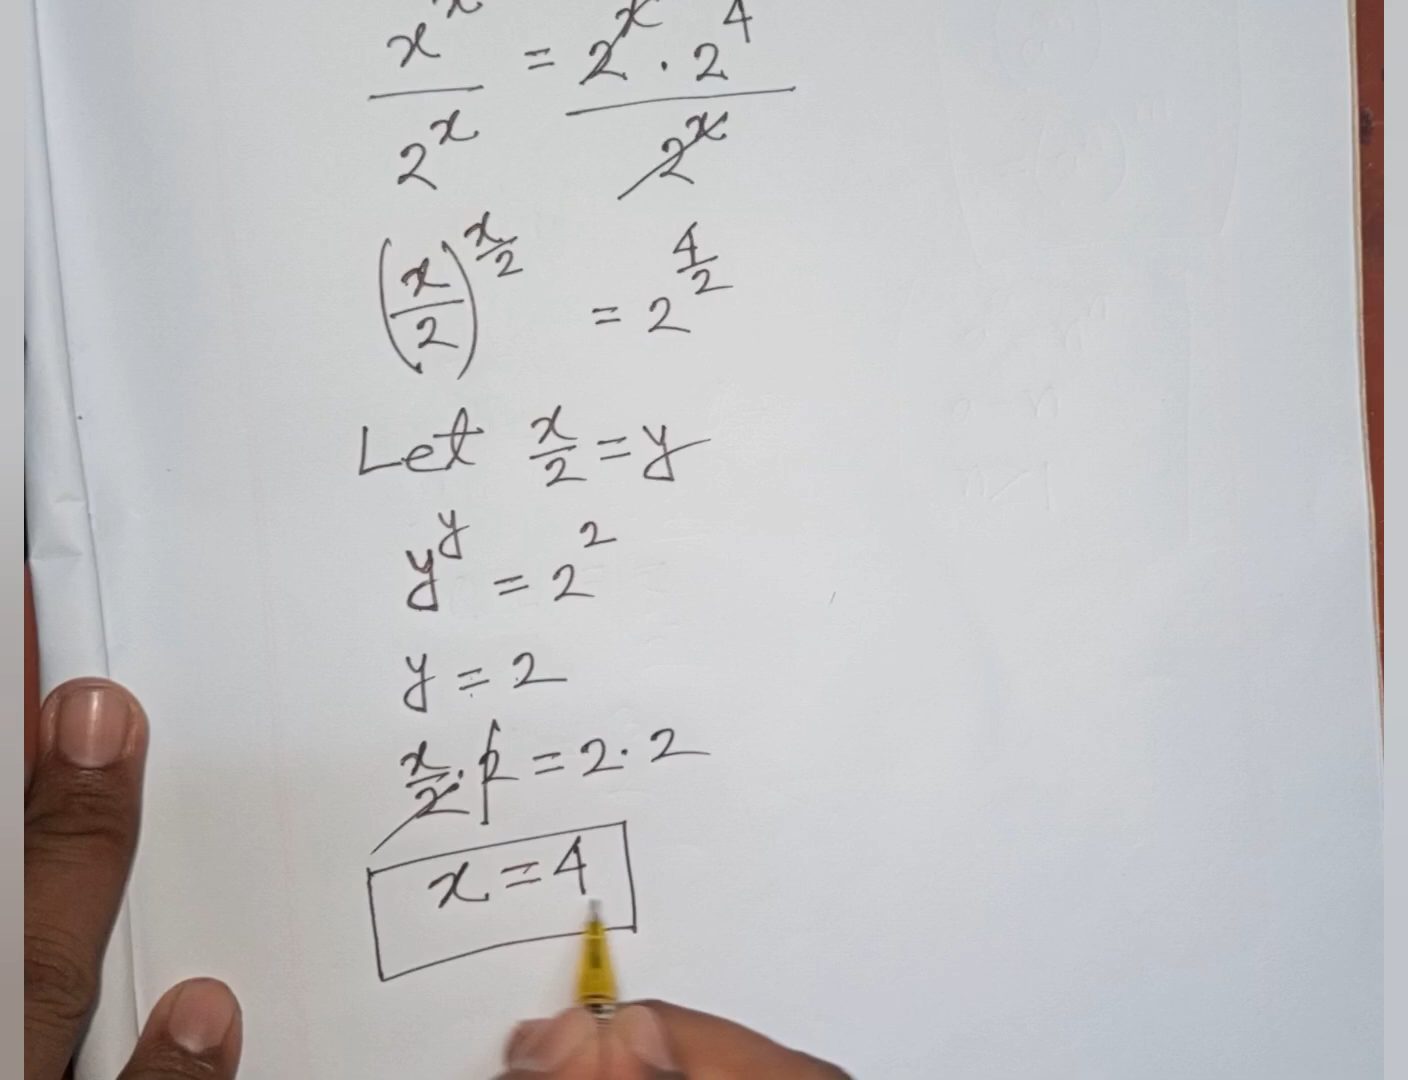 x^x / 2^x = 2^x · 2^4 / 2^x
(x/2)^(x/2) = 2^(4/2)
Let x/2 = y
y^y = 2^2
y = 2
x/2 · 2 = 2 · 2
x = 4